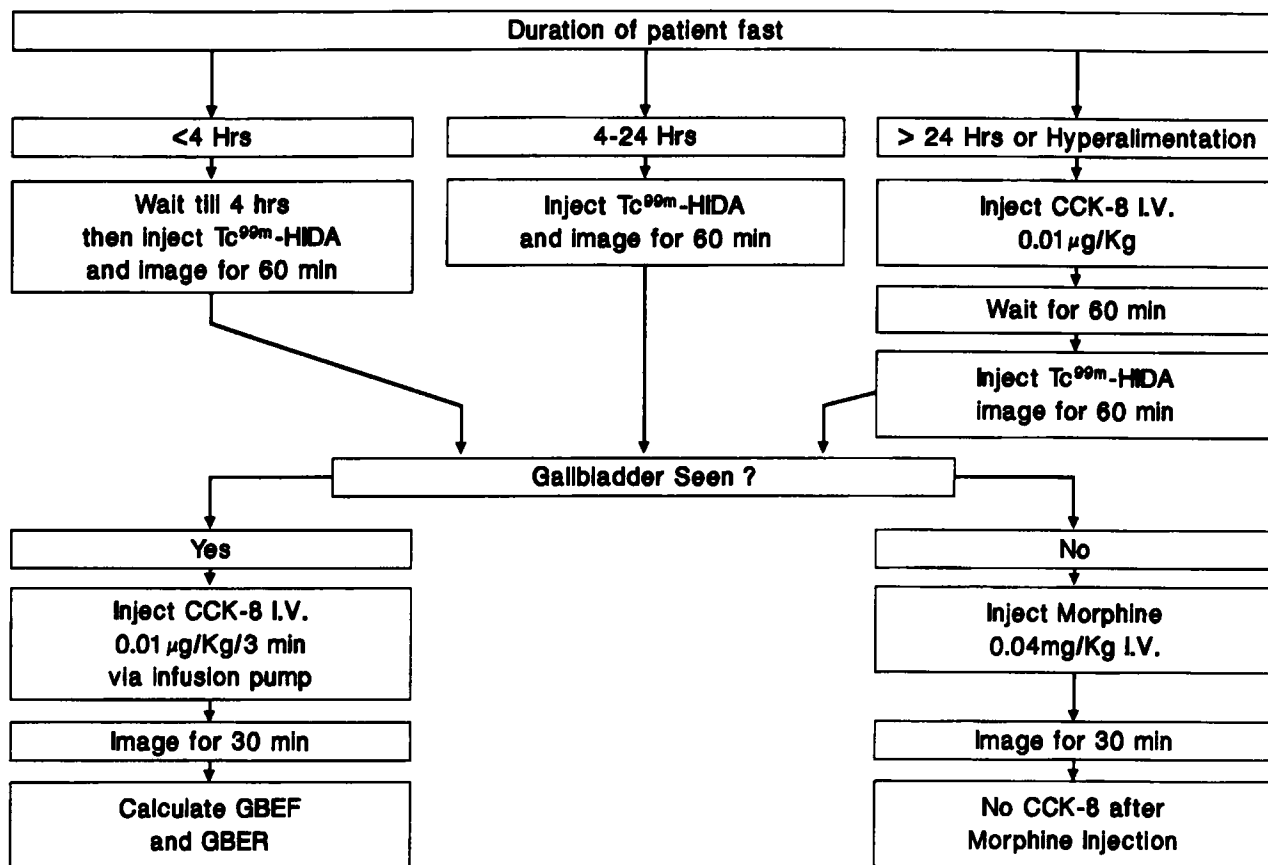 Duration of patient fast
<4 Hrs
4-24 Hrs
> 24 Hrs or Hyperalimentation
Wait till 4 hrs
then inject Tc⁹⁹ᵐ-HIDA
and image for 60 min
Inject Tc⁹⁹ᵐ-HIDA
and image for 60 min
Inject CCK-8 I.V.
0.01 µg/Kg
Wait for 60 min
Inject Tc⁹⁹ᵐ-HIDA
image for 60 min
Gallbladder Seen ?
Yes
Inject CCK-8 I.V.
0.01 µg/Kg/3 min
via infusion pump
Image for 30 min
Calculate GBEF
and GBER
No
Inject Morphine
0.04mg/Kg I.V.
Image for 30 min
No CCK-8 after
Morphine Injection